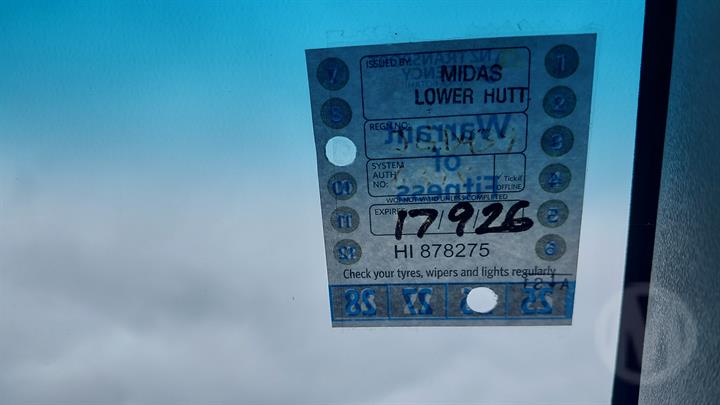 ISSUED BY:
MIDAS
LOWER HUTT
REGN NO:
Warrant
of
Fitness
SYSTEM
AUTH
NO:
✓ Tick if
OFFLINE
WOF NOT VALID UNLESS COMPLETED
EXPIRES
17/9/26
HI 878275
Check your tyres, wipers and lights regularly
7 8 10 11 12
1 2 3 4 5 6
28 27 25